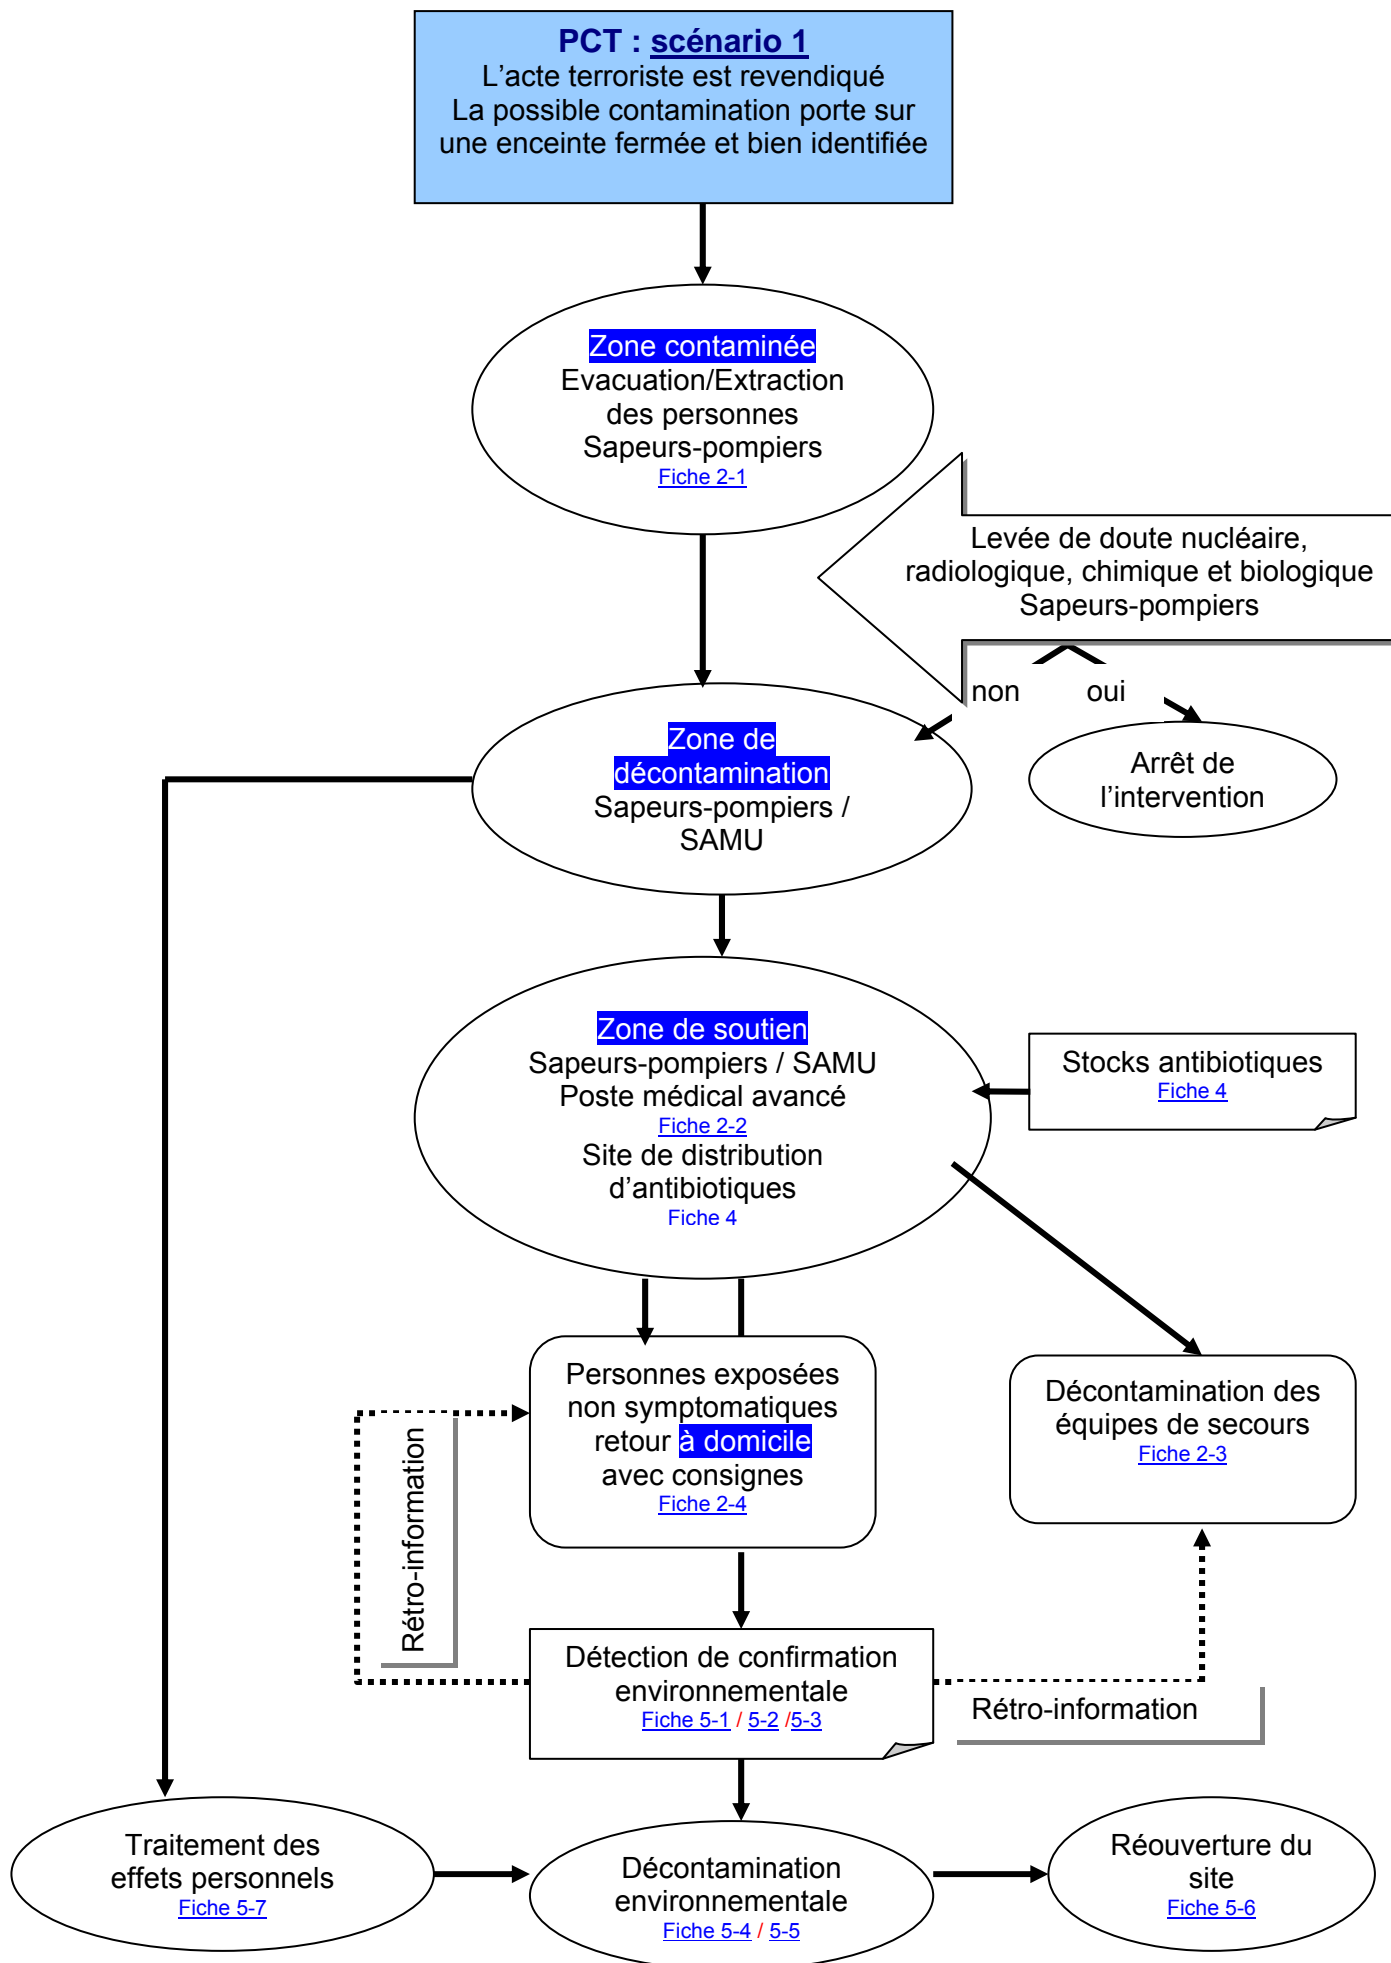 PCT : scénario 1
L’acte terroriste est revendiqué
La possible contamination porte sur
une enceinte fermée et bien identifiée
Zone contaminée
Evacuation/Extraction
des personnes
Sapeurs-pompiers
Fiche 2-1
Levée de doute nucléaire,
radiologique, chimique et biologique
Sapeurs-pompiers
non
oui
Zone de
décontamination
Sapeurs-pompiers /
SAMU
Arrêt de
l’intervention
Zone de soutien
Sapeurs-pompiers / SAMU
Poste médical avancé
Fiche 2-2
Site de distribution
d’antibiotiques
Fiche 4
Stocks antibiotiques
Fiche 4
Personnes exposées
non symptomatiques
retour à domicile
avec consignes
Fiche 2-4
Décontamination des
équipes de secours
Fiche 2-3
Rétro-information
Détection de confirmation
environnementale
Fiche 5-1 / 5-2 /5-3
Rétro-information
Traitement des
effets personnels
Fiche 5-7
Décontamination
environnementale
Fiche 5-4 / 5-5
Réouverture du
site
Fiche 5-6